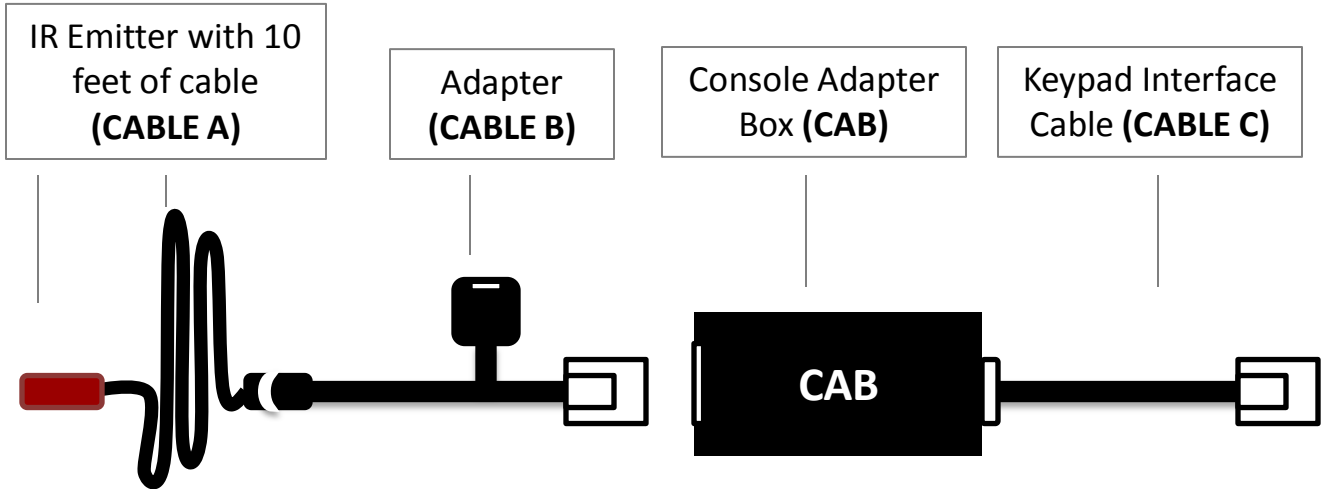 IR Emitter with 10
feet of cable
(CABLE A)
Adapter
(CABLE B)
Console Adapter
Box (CAB)
Keypad Interface
Cable (CABLE C)
CAB